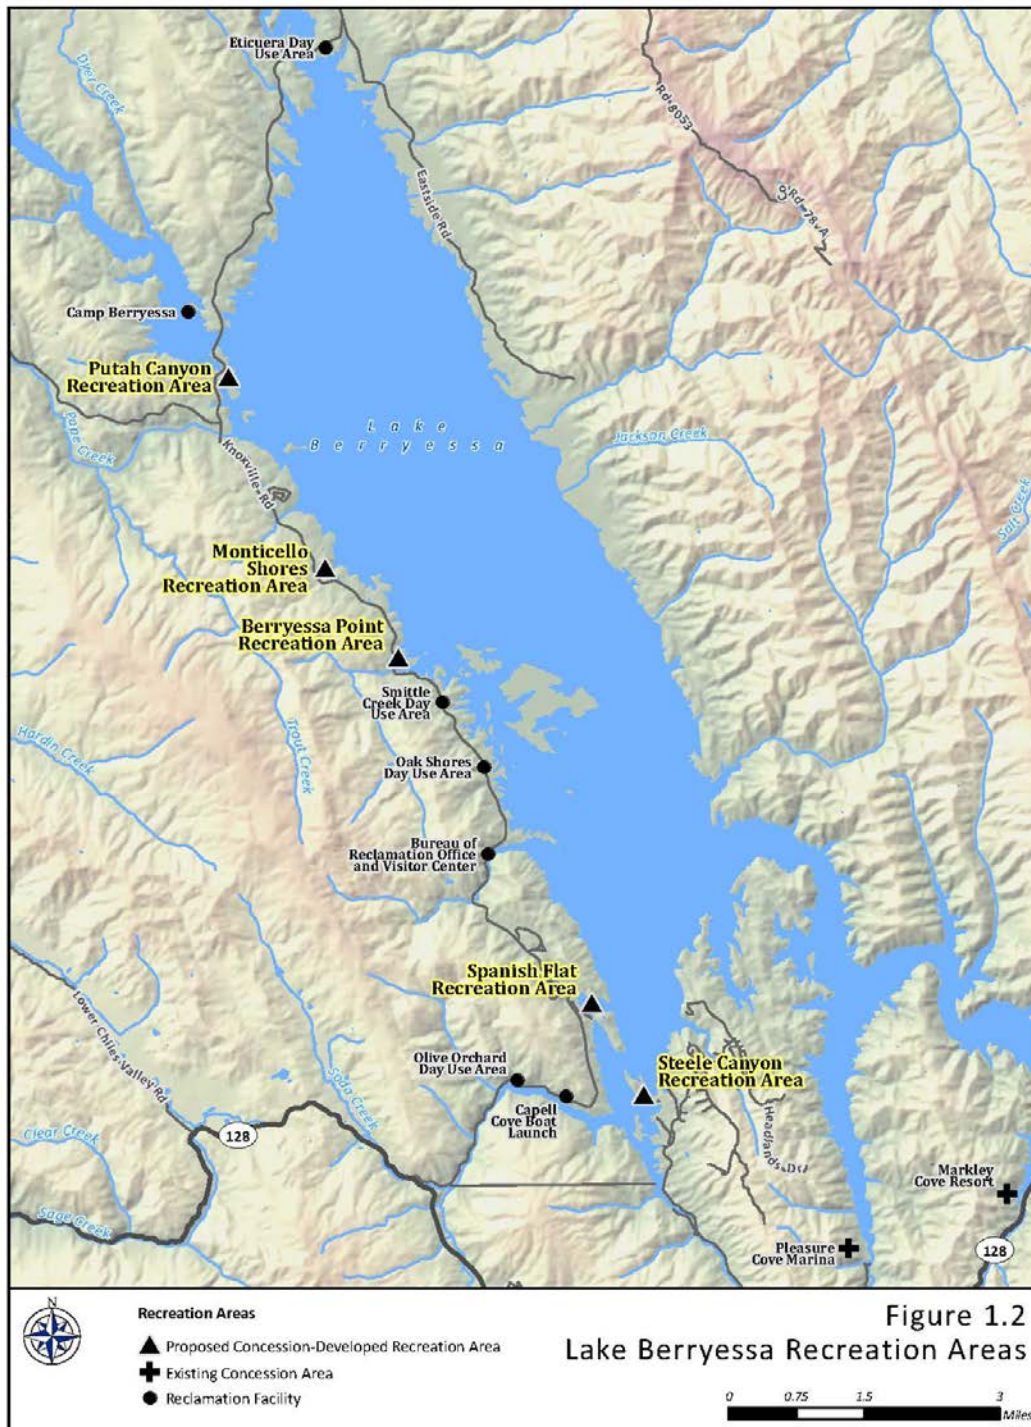 Eticuera Day
Use Area
Dyer Creek
Rd 8053
Eastside Rd
Rd 78 A
Camp Berryessa
Putah Canyon
Recreation Area
Lake
Berryessa
Pope Creek
Knoxville Rd
Jackson Creek
Salt Creek
Monticello
Shores
Recreation Area
Berryessa Point
Recreation Area
Smittle
Creek Day
Use Area
Trout Creek
Hardin Creek
Oak Shores
Day Use Area
Bureau of
Reclamation Office
and Visitor Center
Spanish Flat
Recreation Area
Lower Chiles Valley Rd
Soda Creek
Olive Orchard
Day Use Area
Steele Canyon
Recreation Area
Capell
Cove Boat
Launch
Headlands Dr
128
Clear Creek
Markley
Cove Resort
Sage Creek
Pleasure
Cove Marina
128
N
Recreation Areas
Proposed Concession-Developed Recreation Area
Existing Concession Area
Reclamation Facility
Figure 1.2
Lake Berryessa Recreation Areas
0 0.75 1.5 3
Miles